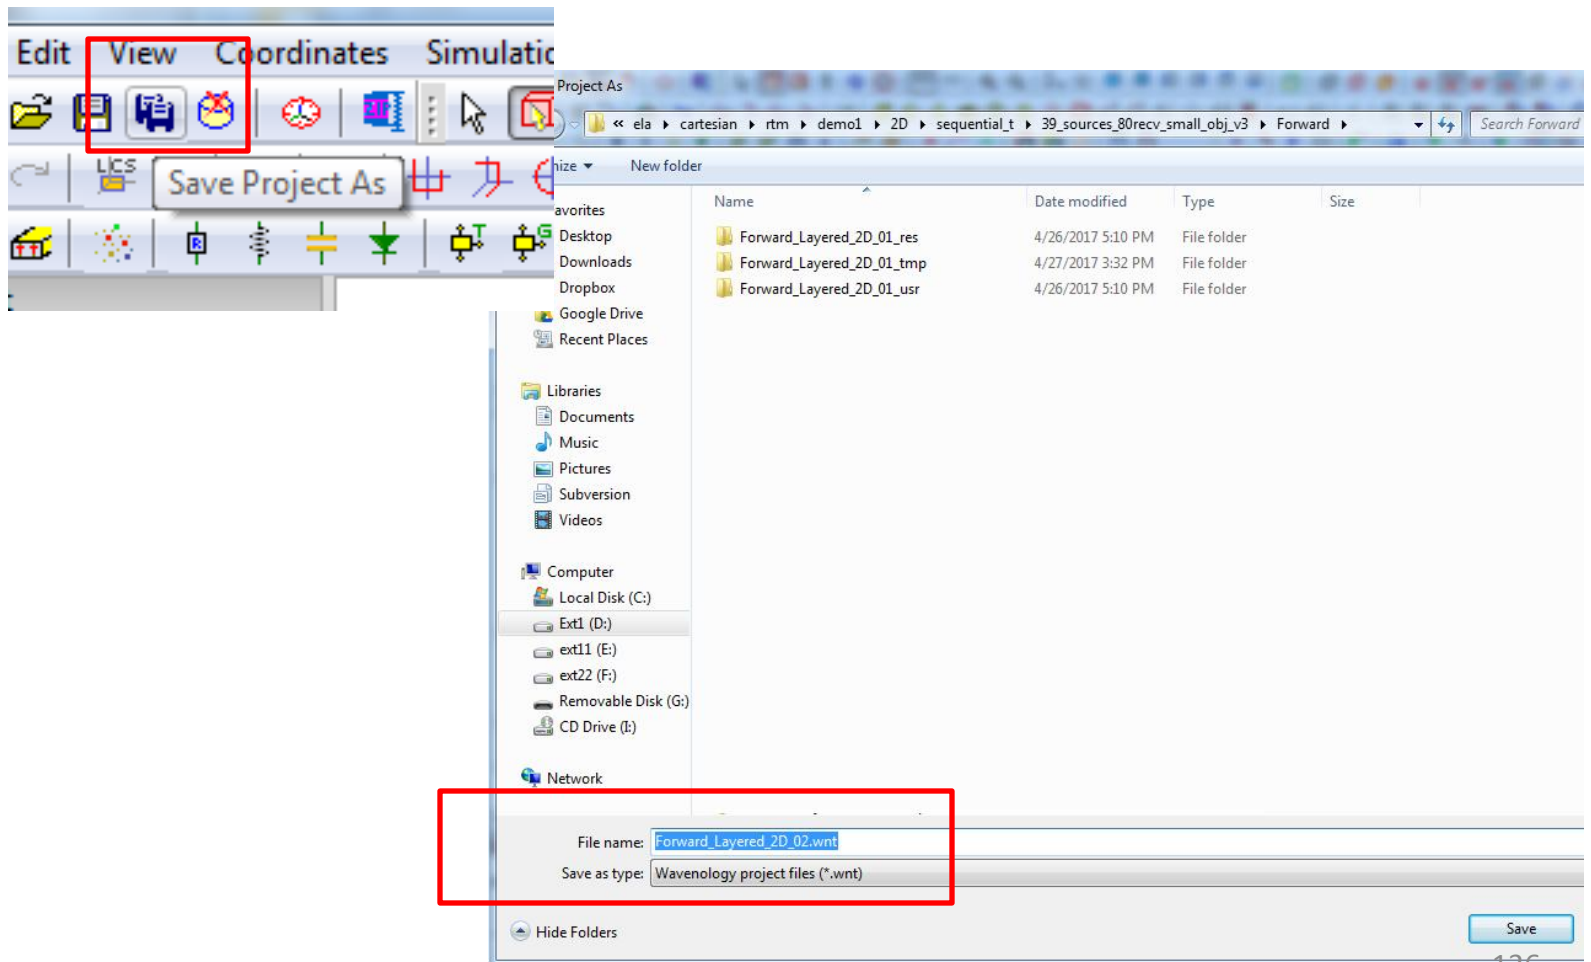 Edit View Coordinates Simulatio
UCS
Save Project As
R
T
G
Project As
« ela cartesian rtm demo1 2D sequential_t 39_sources_80recv_small_obj_v3 Forward Search Forward
nize New folder
Name Date modified Type Size
avorites
Desktop
Downloads
Dropbox
Google Drive
Recent Places
Forward_Layered_2D_01_res 4/26/2017 5:10 PM File folder
Forward_Layered_2D_01_tmp 4/27/2017 3:32 PM File folder
Forward_Layered_2D_01_usr 4/26/2017 5:10 PM File folder
Libraries
Documents
Music
Pictures
Subversion
Videos
Computer
Local Disk (C:)
Ext1 (D:)
ext11 (E:)
ext22 (F:)
Removable Disk (G:)
CD Drive (I:)
Network
File name: Forward_Layered_2D_02.wnt
Save as type: Wavenology project files (*.wnt)
Hide Folders
Save